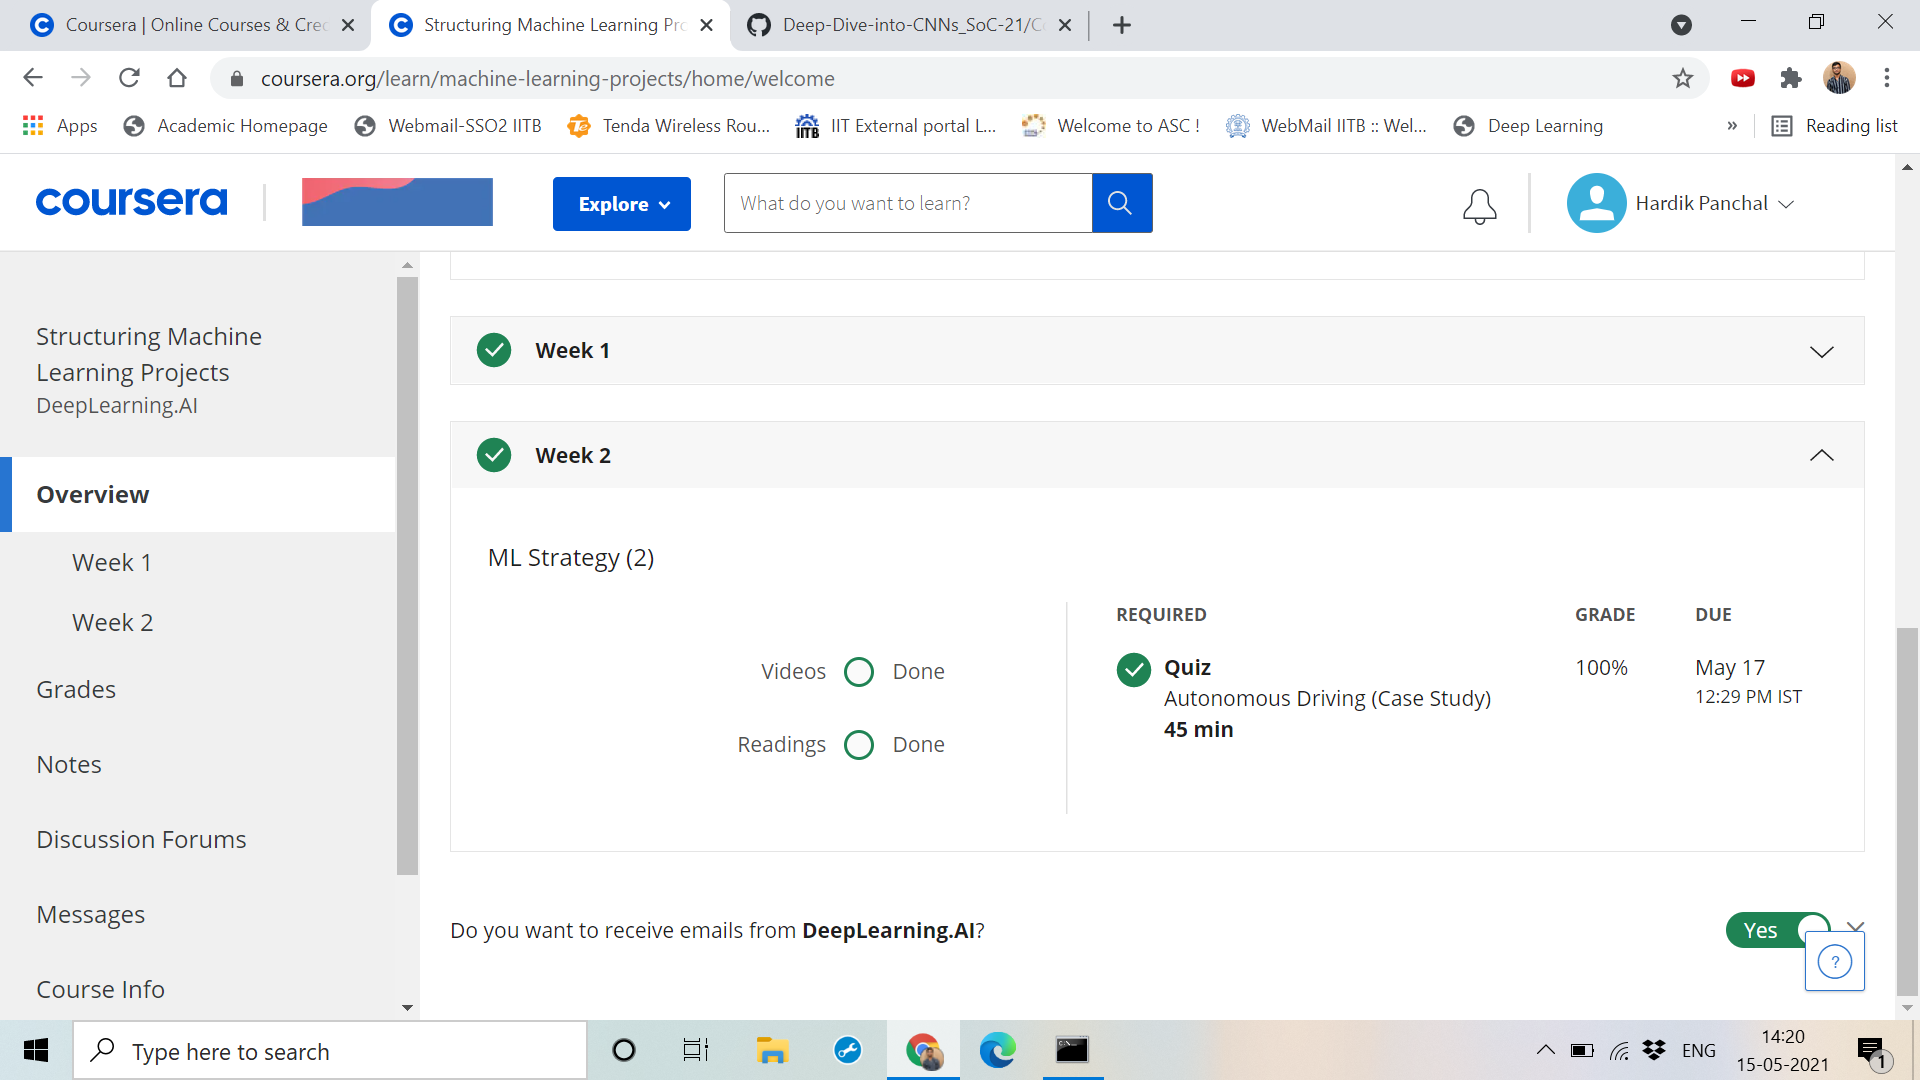 Coursera | Online Courses & Cred
Structuring Machine Learning Pro
Deep-Dive-into-CNNs_SoC-21/Co
coursera.org/learn/machine-learning-projects/home/welcome
Apps
Academic Homepage
Webmail-SSO2 IITB
Tenda Wireless Rou...
IIT External portal L...
Welcome to ASC !
WebMail IITB :: Wel...
Deep Learning
»
Reading list
coursera
Explore
What do you want to learn?
Hardik Panchal
Structuring Machine
Learning Projects
DeepLearning.AI
Overview
Week 1
Week 2
Grades
Notes
Discussion Forums
Messages
Course Info
Week 1
Week 2
ML Strategy (2)
Videos Done
Readings Done
REQUIRED GRADE DUE
Quiz 100% May 17
Autonomous Driving (Case Study) 12:29 PM IST
45 min
Do you want to receive emails from DeepLearning.AI?
Yes
?
Type here to search
ENG
14:20
15-05-2021
1